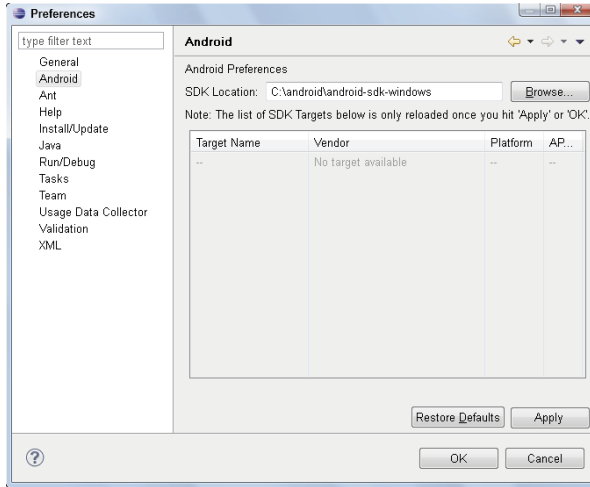 Preferences
type filter text
General
Android
Ant
Help
Install/Update
Java
Run/Debug
Tasks
Team
Usage Data Collector
Validation
XML
Android
Android Preferences
SDK Location: C:\android\android-sdk-windows Browse...
Note: The list of SDK Targets below is only reloaded once you hit 'Apply' or 'OK'.
Target Name Vendor Platform AP...
-- No target available -- --
Restore Defaults Apply
? OK Cancel